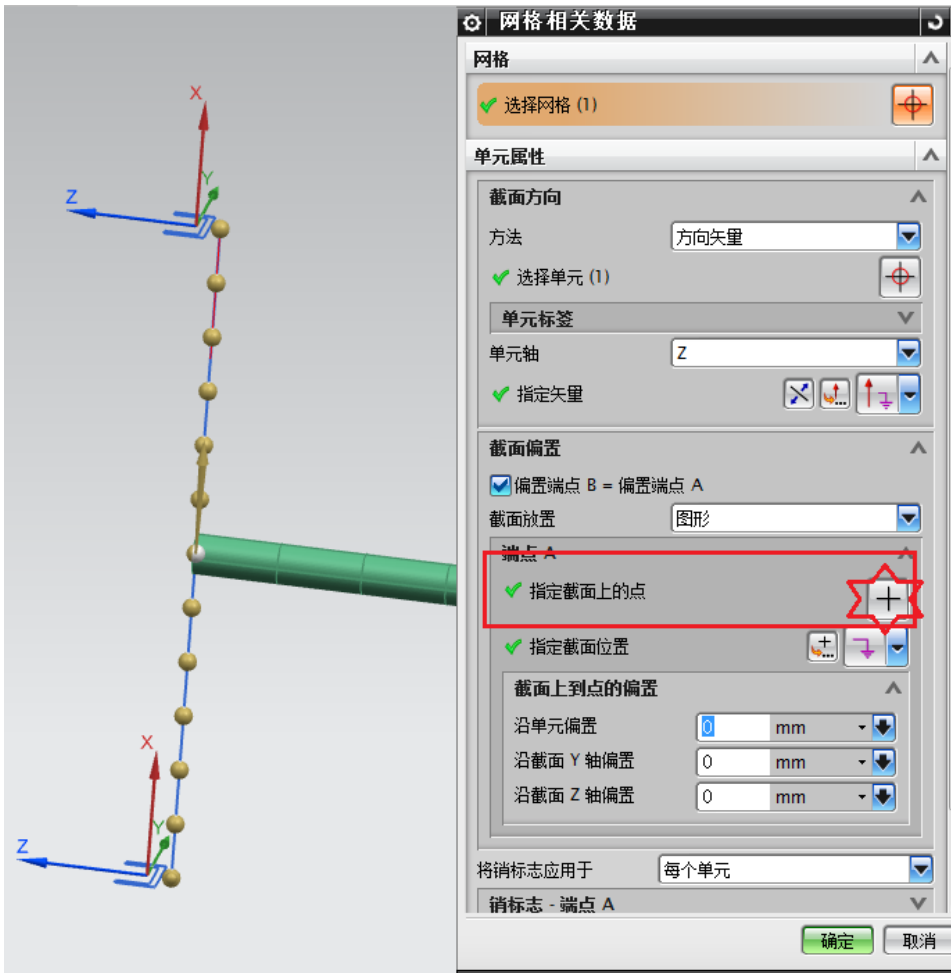 网格相关数据
网格
选择网格 (1)
单元属性
截面方向
方法 方向矢量
选择单元 (1)
单元标签
单元轴 Z
指定矢量
截面偏置
偏置端点 B = 偏置端点 A
截面放置 图形
端点 A
指定截面上的点
指定截面位置
截面上到点的偏置
沿单元偏置 0 mm
沿截面 Y 轴偏置 0 mm
沿截面 Z 轴偏置 0 mm
将销标志应用于 每个单元
销标志 - 端点 A
确定 取消
X
Y
Z
X
Y
Z